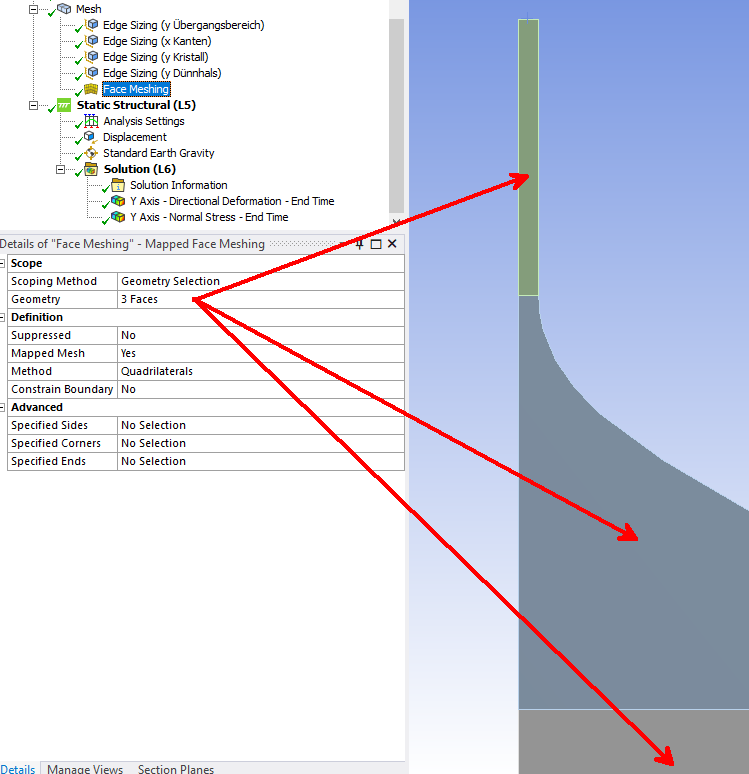 Mesh
Edge Sizing (y Übergangsbereich)
Edge Sizing (x Kanten)
Edge Sizing (y Kristall)
Edge Sizing (y Dünnhals)
Face Meshing
Static Structural (L5)
Analysis Settings
Displacement
Standard Earth Gravity
Solution (L6)
Solution Information
Y Axis - Directional Deformation - End Time
Y Axis - Normal Stress - End Time
Details of "Face Meshing" - Mapped Face Meshing
Scope
Scoping Method Geometry Selection
Geometry 3 Faces
Definition
Suppressed No
Mapped Mesh Yes
Method Quadrilaterals
Constrain Boundary No
Advanced
Specified Sides No Selection
Specified Corners No Selection
Specified Ends No Selection
Details Manage Views Section Planes